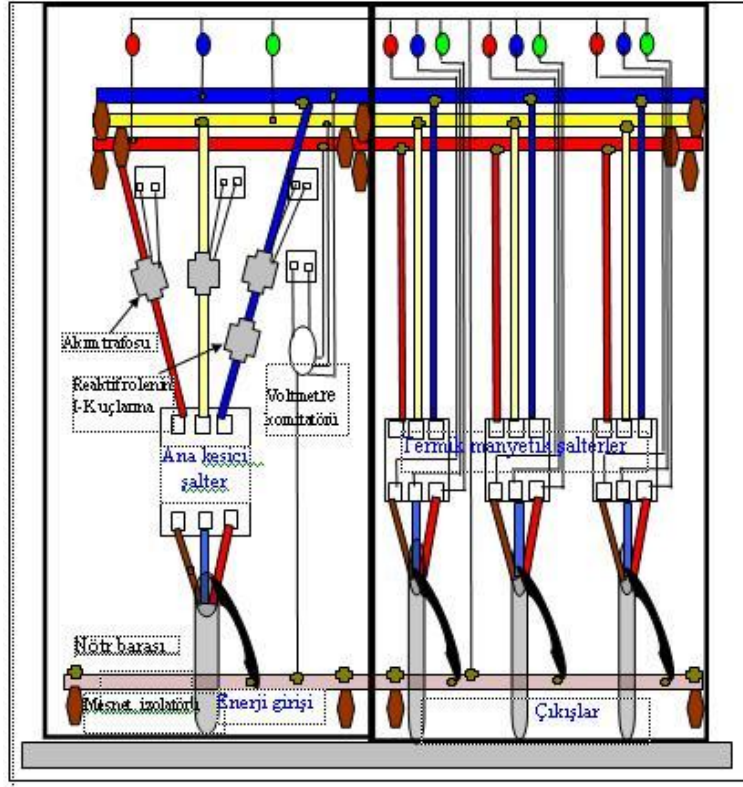 Akım trafosu
Reaktif rolenin
I-K uçlarına
Voltmetre
komitatörü
Ana kesici
şalter
Termik manyetik şalterler
Nötr barası
Mesnet izolatörü
Enerji girişi
Çıkışlar